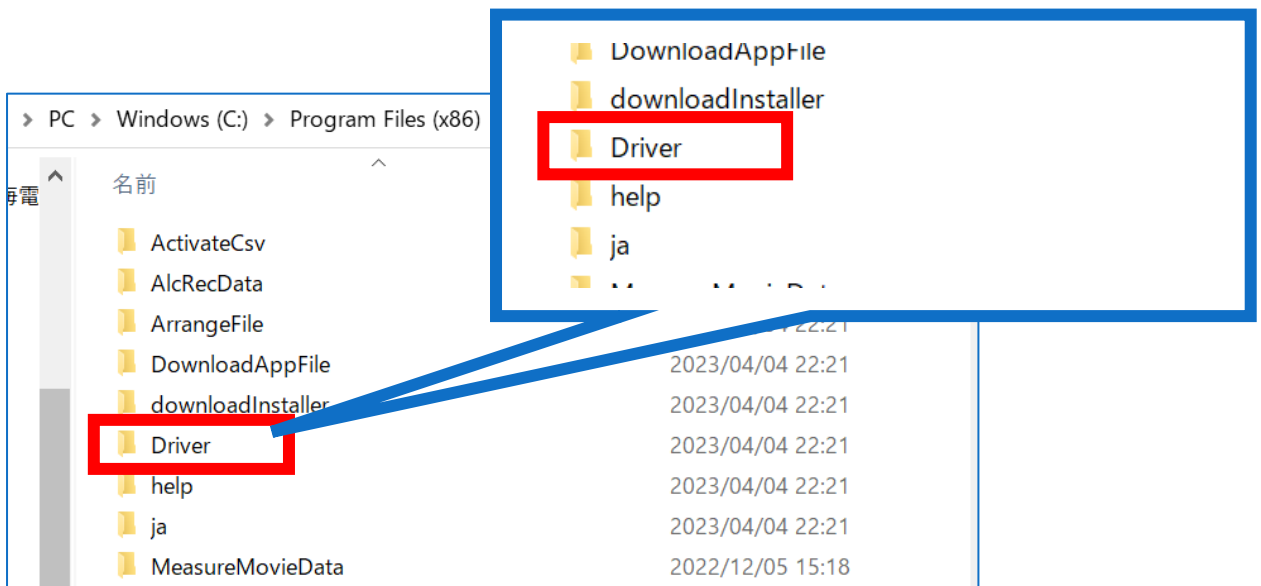 DownloadAppFile
downloadInstaller
Driver
help
ja
PC Windows (C:) Program Files (x86)
名前
ActivateCsv
AlcRecData
ArrangeFile 22:21
DownloadAppFile 2023/04/04 22:21
downloadInstaller 2023/04/04 22:21
Driver 2023/04/04 22:21
help 2023/04/04 22:21
ja 2023/04/04 22:21
MeasureMovieData 2022/12/05 15:18